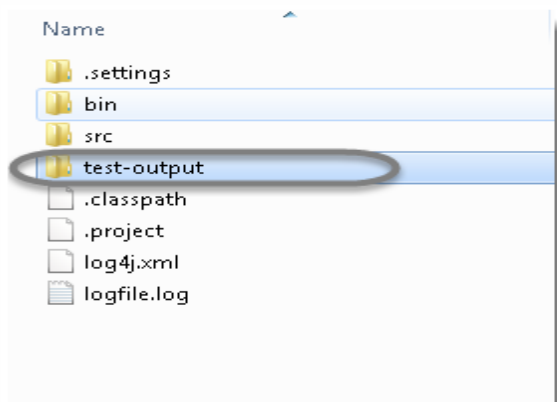 Name
.settings
bin
src
test-output
.classpath
.project
log4j.xml
logfile.log